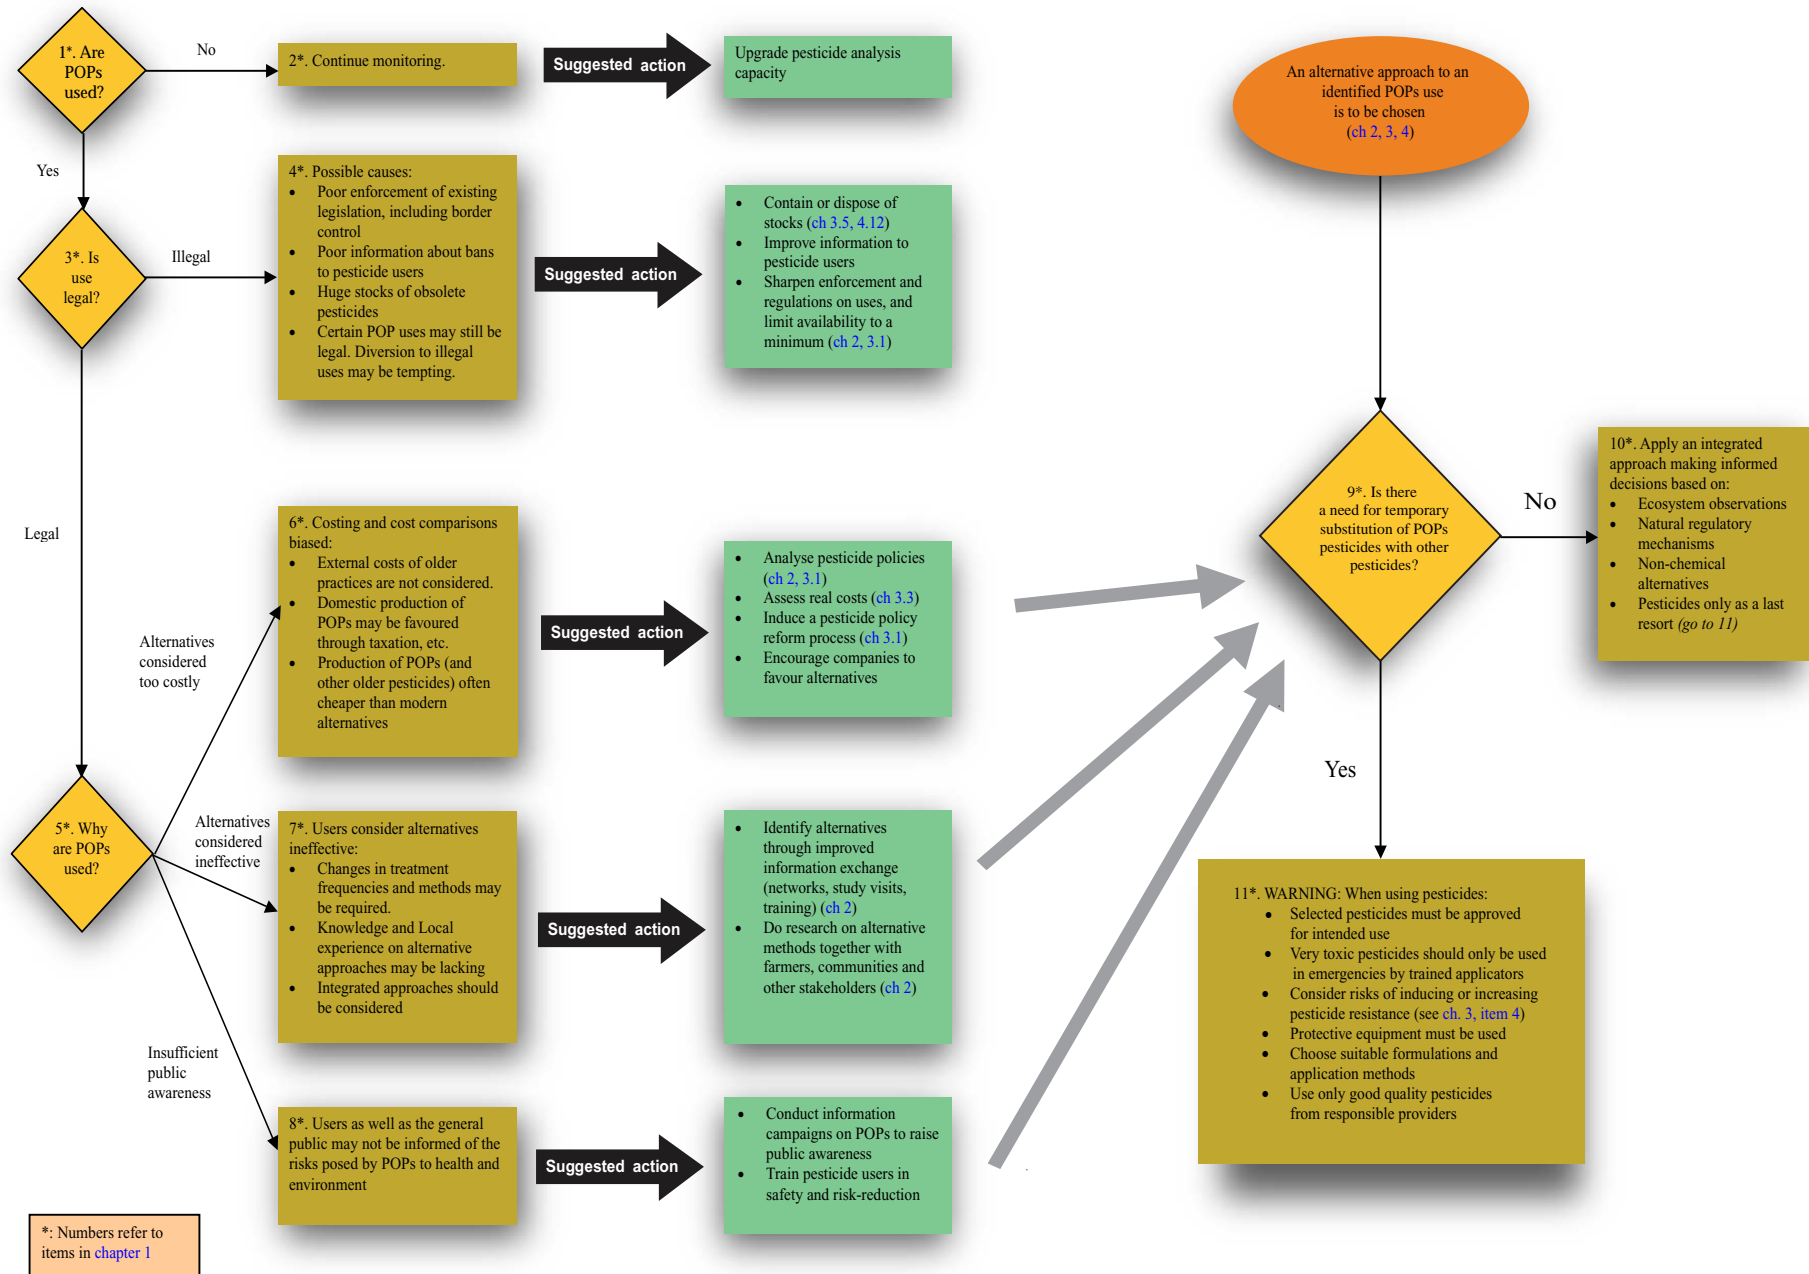 1*. Are
POPs
used?
No
2*. Continue monitoring.
Suggested action
Upgrade pesticide analysis
capacity
Yes
3*. Is
use
legal?
Illegal
4*. Possible causes:
• Poor enforcement of existing
legislation, including border
control
• Poor information about bans
to pesticide users
• Huge stocks of obsolete
pesticides
• Certain POP uses may still be
legal. Diversion to illegal
uses may be tempting.
Suggested action
• Contain or dispose of
stocks (ch 3.5, 4.12)
• Improve information to
pesticide users
• Sharpen enforcement and
regulations on uses, and
limit availability to a
minimum (ch 2, 3.1)
Legal
5*. Why
are POPs
used?
Alternatives
considered
too costly
6*. Costing and cost comparisons
biased:
• External costs of older
practices are not considered.
• Domestic production of
POPs may be favoured
through taxation, etc.
• Production of POPs (and
other older pesticides) often
cheaper than modern
alternatives
Suggested action
• Analyse pesticide policies
(ch 2, 3.1)
• Assess real costs (ch 3.3)
• Induce a pesticide policy
reform process (ch 3.1)
• Encourage companies to
favour alternatives
Alternatives
considered
ineffective
7*. Users consider alternatives
ineffective:
• Changes in treatment
frequencies and methods may
be required.
• Knowledge and Local
experience on alternative
approaches may be lacking
• Integrated approaches should
be considered
Suggested action
• Identify alternatives
through improved
information exchange
(networks, study visits,
training) (ch 2)
• Do research on alternative
methods together with
farmers, communities and
other stakeholders (ch 2)
Insufficient
public
awareness
8*. Users as well as the general
public may not be informed of the
risks posed by POPs to health and
environment
Suggested action
• Conduct information
campaigns on POPs to raise
public awareness
• Train pesticide users in
safety and risk-reduction
*: Numbers refer to
items in chapter 1
An alternative approach to an
identified POPs use
is to be chosen
(ch 2, 3, 4)
9*. Is there
a need for temporary
substitution of POPs
pesticides with other
pesticides?
No
10*. Apply an integrated
approach making informed
decisions based on:
• Ecosystem observations
• Natural regulatory
mechanisms
• Non-chemical
alternatives
• Pesticides only as a last
resort (go to 11)
Yes
11*. WARNING: When using pesticides:
• Selected pesticides must be approved
for intended use
• Very toxic pesticides should only be used
in emergencies by trained applicators
• Consider risks of inducing or increasing
pesticide resistance (see ch. 3, item 4)
• Protective equipment must be used
• Choose suitable formulations and
application methods
• Use only good quality pesticides
from responsible providers